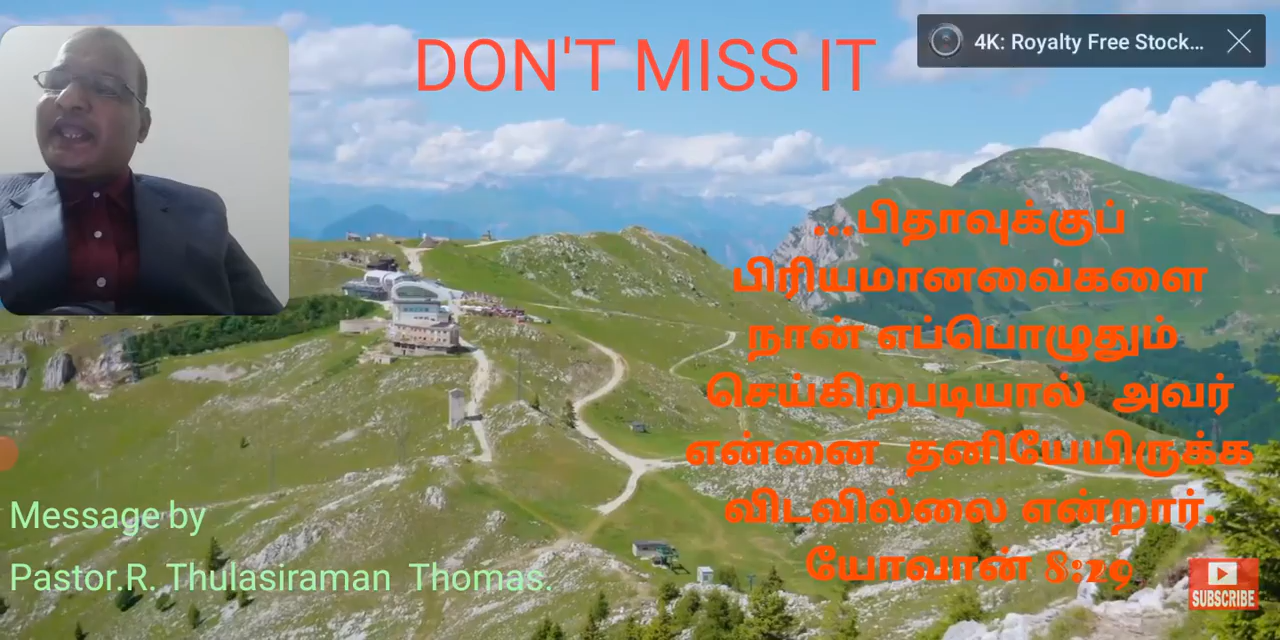 DON'T MISS IT
4K: Royalty Free Stock...
...பிதாவுக்குப்
பிரியமானவைகளை
நான் எப்பொழுதும்
செய்கிறபடியால் அவர்
என்னை தனியேயிருக்க
விடவில்லை என்றார்.
யோவான் 8:29
Message by
Pastor.R. Thulasiraman Thomas.
SUBSCRIBE